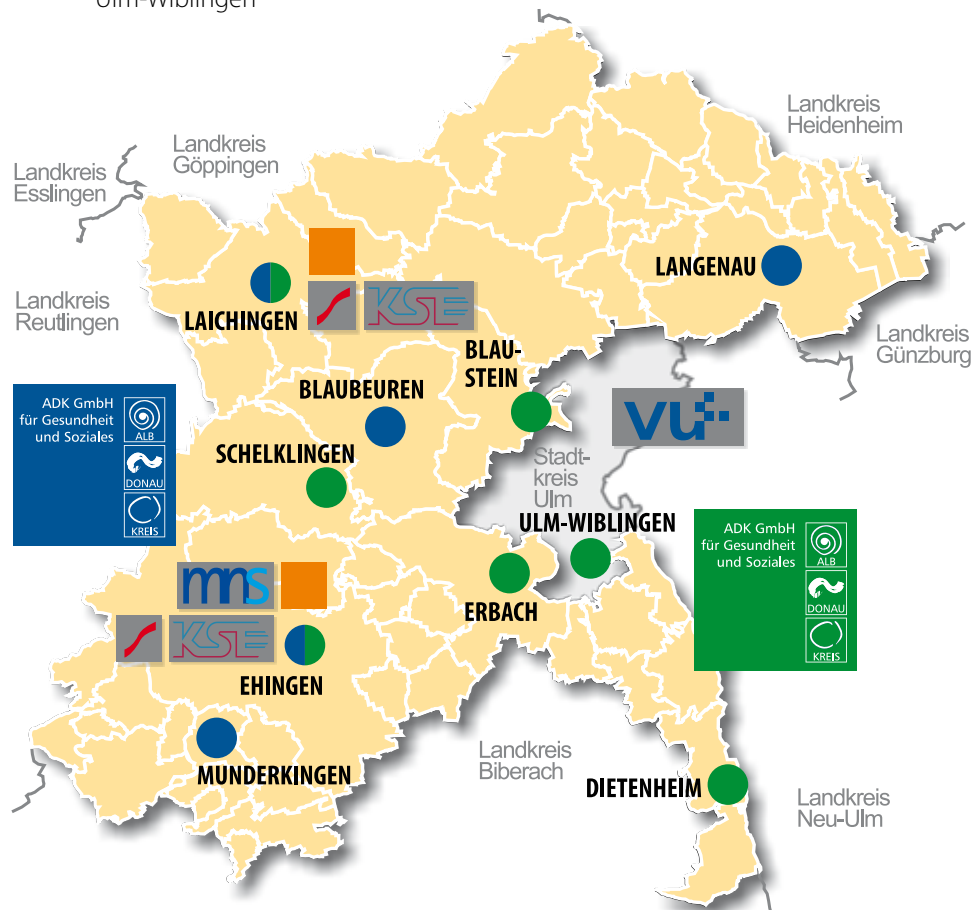 Ulm-Wiblingen
Landkreis
Heidenheim
Landkreis
Göppingen
Landkreis
Esslingen
LANGENAU
Landkreis
Reutlingen
LAICHINGEN
KSE
Landkreis
Günzburg
BLAU-
STEIN
BLAUBEUREN
ADK GmbH
für Gesundheit
und Soziales
ALB
DONAU
KREIS
vu
SCHELKLINGEN
Stadt-
kreis
Ulm
ULM-WIBLINGEN
ADK GmbH
für Gesundheit
und Soziales
ALB
DONAU
KREIS
mns
ERBACH
KSE
EHINGEN
Landkreis
Biberach
MUNDERKINGEN
DIETENHEIM
Landkreis
Neu-Ulm